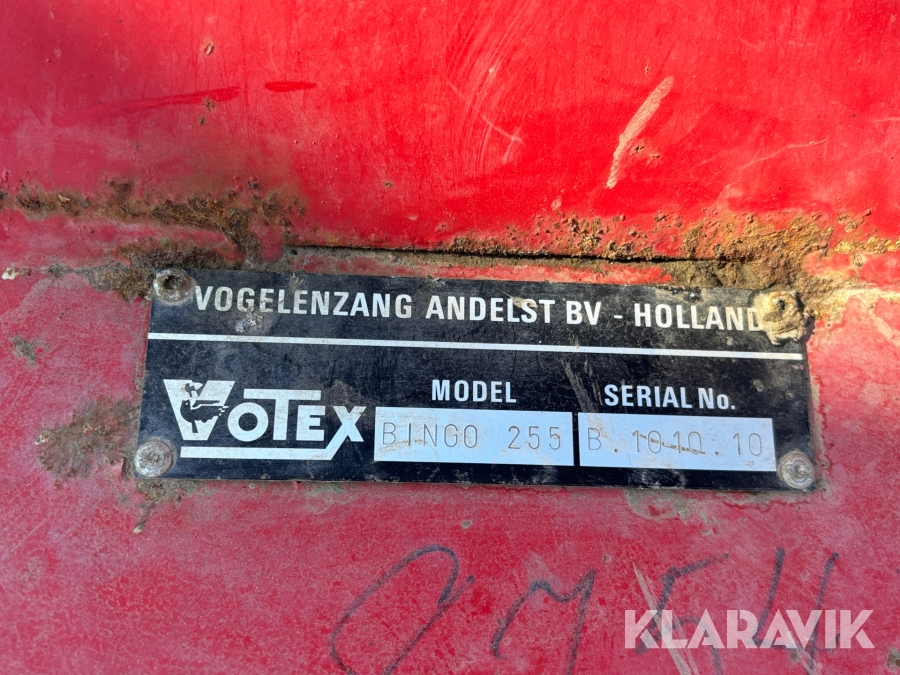 VOGELENZANG ANDELST BV - HOLLAND
VOTEX
MODEL
BINGO 255
SERIAL No.
B.1010.10
KLARAVIK